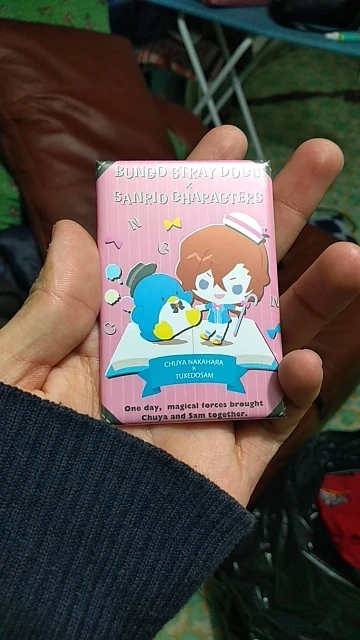 BUNGO STRAY DOGS
×
SANRIO CHARACTERS
N
G
C
N
CHUYA NAKAHARA
×
TUXEDOSAM
One day, magical forces brought
Chuya and Sam together.